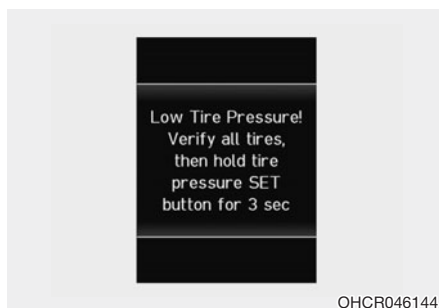 Low Tire Pressure!
Verify all tires,
then hold tire
pressure SET
button for 3 sec
OHCR046144